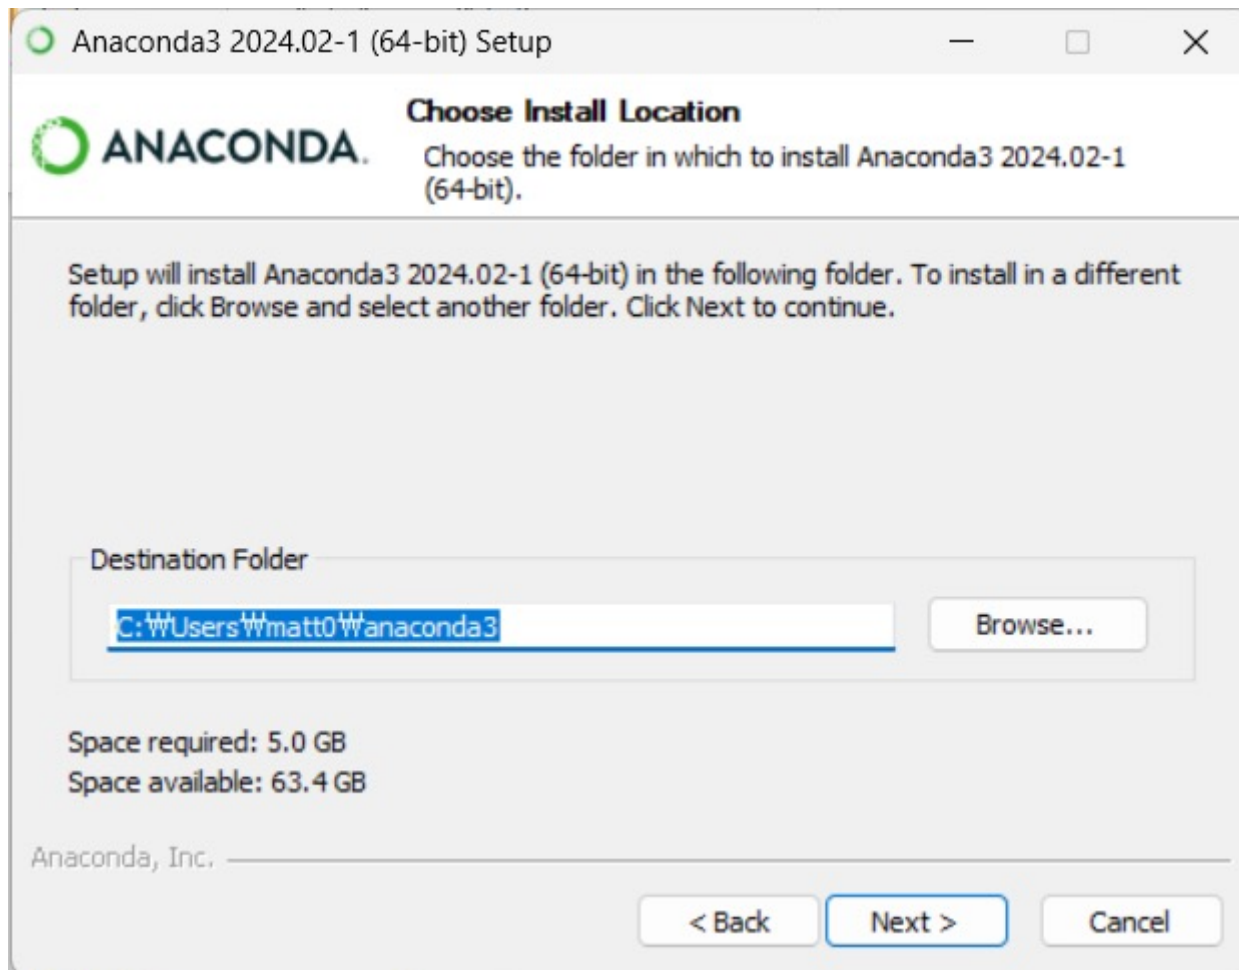 Anaconda3 2024.02-1 (64-bit) Setup
ANACONDA.
Choose Install Location
Choose the folder in which to install Anaconda3 2024.02-1
(64-bit).
Setup will install Anaconda3 2024.02-1 (64-bit) in the following folder. To install in a different
folder, click Browse and select another folder. Click Next to continue.
Destination Folder
C:₩Users₩matt0₩anaconda3
Browse...
Space required: 5.0 GB
Space available: 63.4 GB
Anaconda, Inc.
< Back
Next >
Cancel